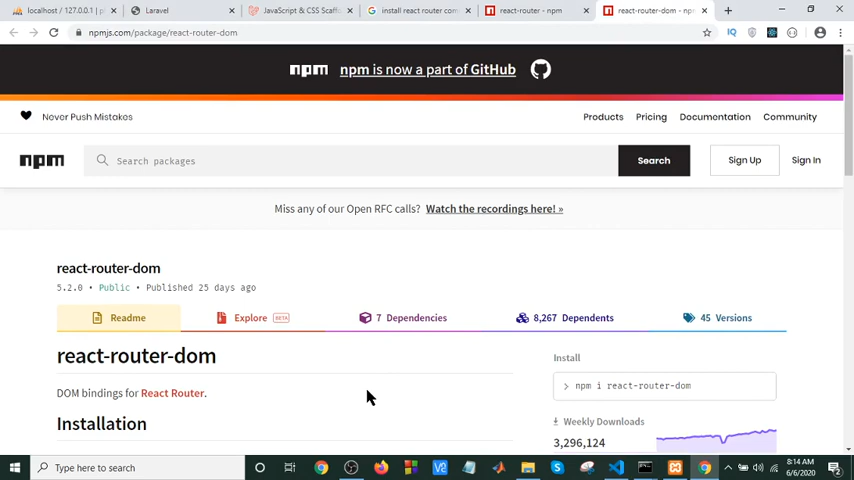 localhost / 127.0.0.1 | p
Laravel
JavaScript & CSS Scaffo
install react router com
react-router - npm
react-router-dom - npm
npmjs.com/package/react-router-dom
npm npm is now a part of GitHub
Never Push Mistakes
Products Pricing Documentation Community
npm Search packages Search Sign Up Sign In
Miss any of our Open RFC calls? Watch the recordings here! »
react-router-dom
5.2.0 • Public • Published 25 days ago
Readme Explore BETA 7 Dependencies 8,267 Dependents 45 Versions
react-router-dom
Install
DOM bindings for React Router.
> npm i react-router-dom
Installation
Weekly Downloads
3,296,124
Type here to search
8:14 AM
6/6/2020
2